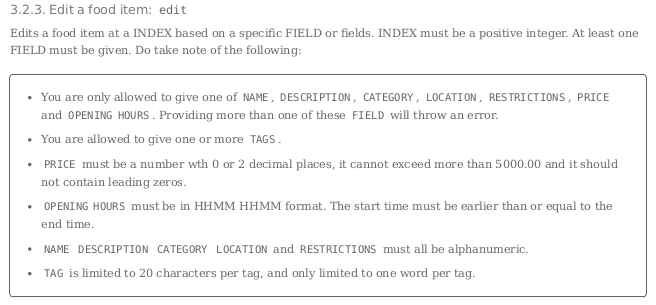 3.2.3. Edit a food item: edit
Edits a food item at a INDEX based on a specific FIELD or fields. INDEX must be a positive integer. At least one
FIELD must be given. Do take note of the following:
• You are only allowed to give one of NAME, DESCRIPTION, CATEGORY, LOCATION, RESTRICTIONS, PRICE
and OPENING HOURS. Providing more than one of these FIELD will throw an error.
• You are allowed to give one or more TAGS.
• PRICE must be a number wth 0 or 2 decimal places, it cannot exceed more than 5000.00 and it should
not contain leading zeros.
• OPENING HOURS must be in HHMM HHMM format. The start time must be earlier than or equal to the
end time.
• NAME DESCRIPTION CATEGORY LOCATION and RESTRICTIONS must all be alphanumeric.
• TAG is limited to 20 characters per tag, and only limited to one word per tag.